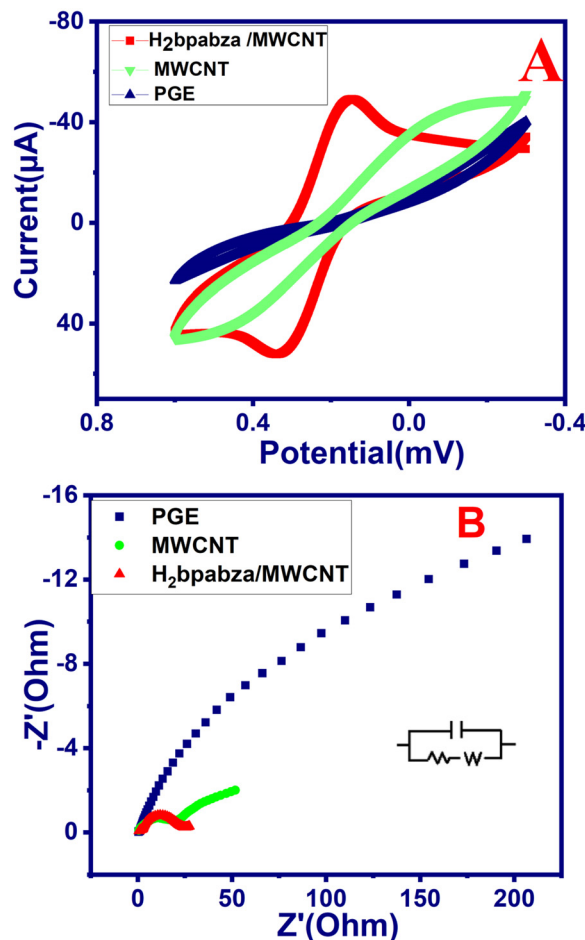 -80
H₂bpabza /MWCNT
MWCNT
PGE
A
-40
0
40
Current(µA)
0.8
0.4
0.0
-0.4
Potential(mV)
-16
PGE
MWCNT
H₂bpabza/MWCNT
B
-12
-8
-4
0
-Z'(Ohm)
W
0
50
100
150
200
Z'(Ohm)